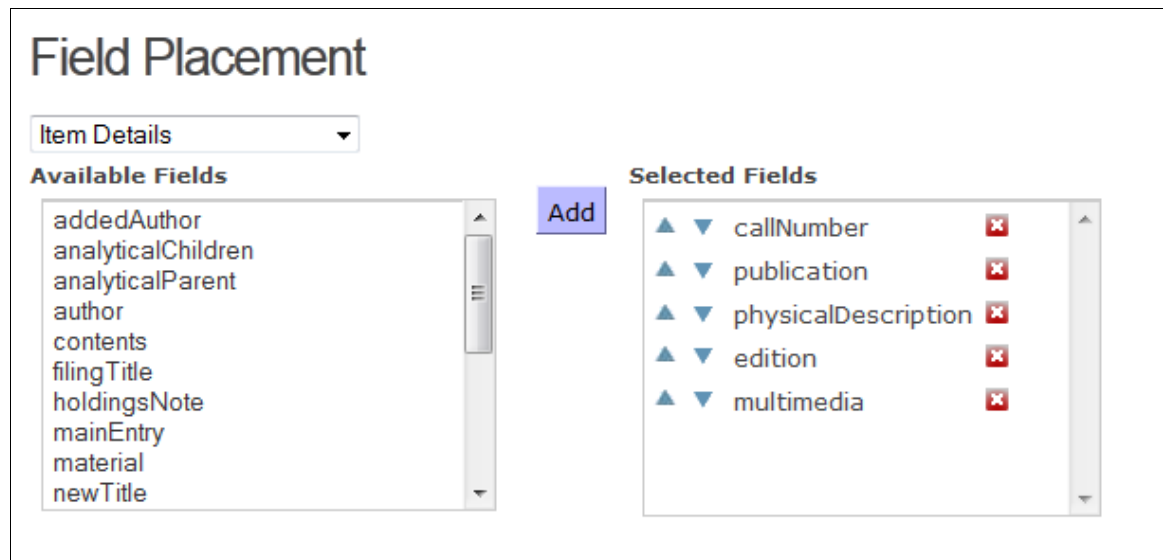 Field Placement
Item Details
Available Fields
addedAuthor
analyticalChildren
analyticalParent
author
contents
filingTitle
holdingsNote
mainEntry
material
newTitle
Add
Selected Fields
callNumber
publication
physicalDescription
edition
multimedia